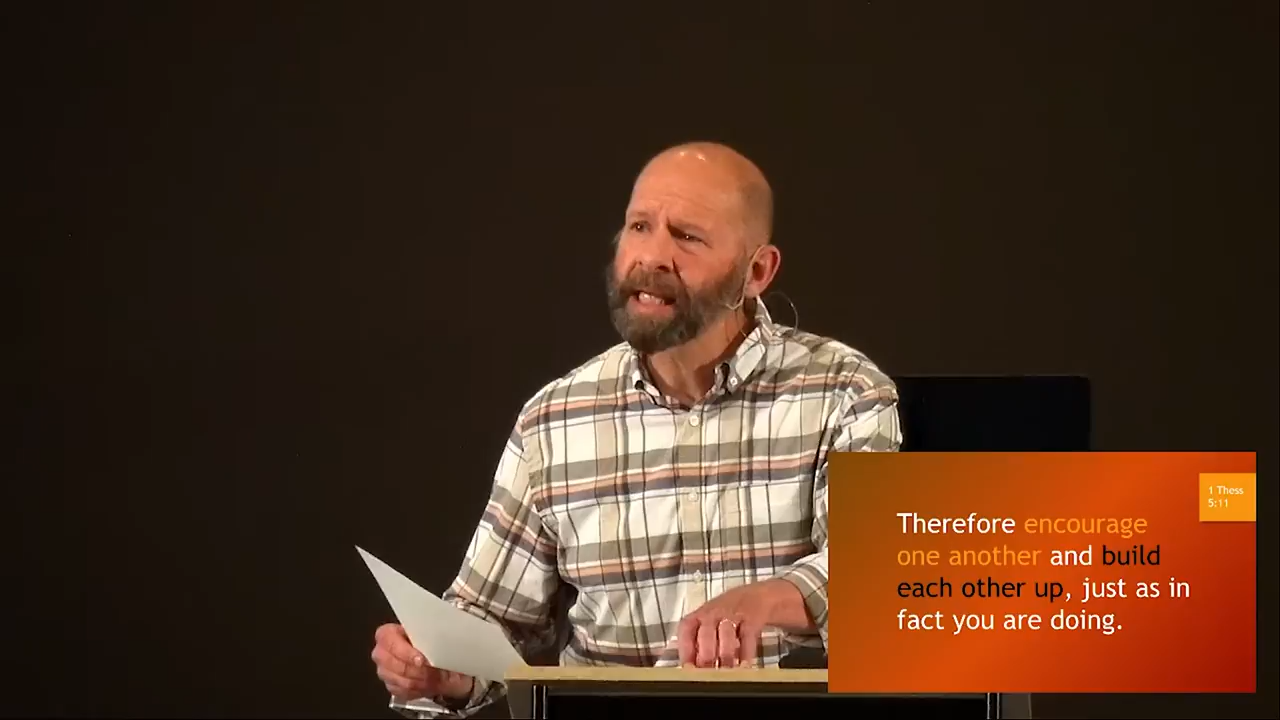 1 Thess
5:11
Therefore encourage
one another and build
each other up, just as in
fact you are doing.